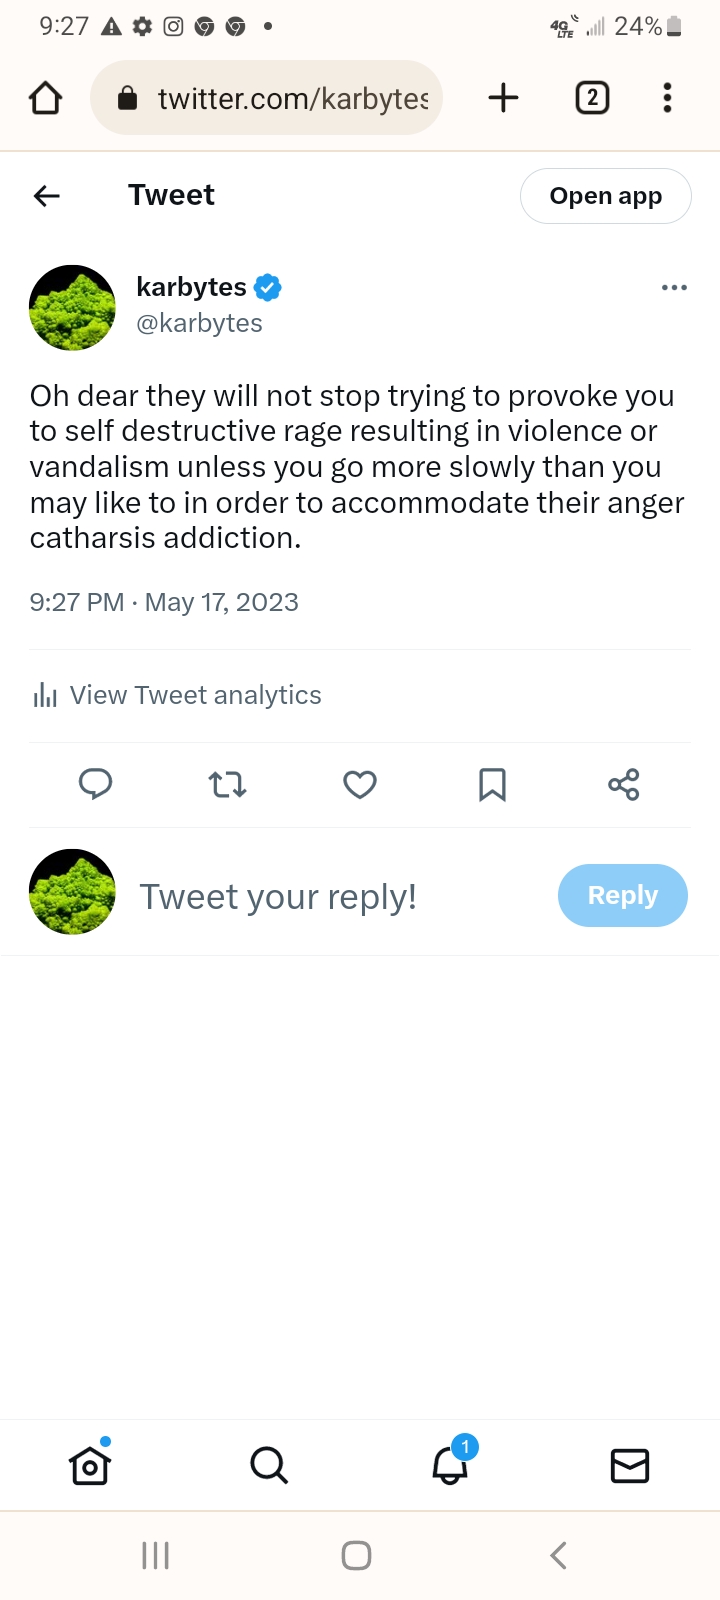 9:27 4G LTE 24%
twitter.com/karbytes 2
Tweet Open app
karbytes
@karbytes
Oh dear they will not stop trying to provoke you
to self destructive rage resulting in violence or
vandalism unless you go more slowly than you
may like to in order to accommodate their anger
catharsis addiction.
9:27 PM · May 17, 2023
View Tweet analytics
Tweet your reply! Reply
1